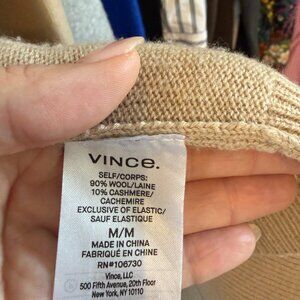 VINCE.
SELF/CORPS:
90% WOOL/LAINE
10% CASHMERE/
CACHEMIRE
EXCLUSIVE OF ELASTIC/
SAUF ELASTIQUE
M/M
MADE IN CHINA
FABRIQUÉ EN CHINE
RN#106730
Vince, LLC
500 Fifth Avenue, 20th Floor
New York, NY 10110